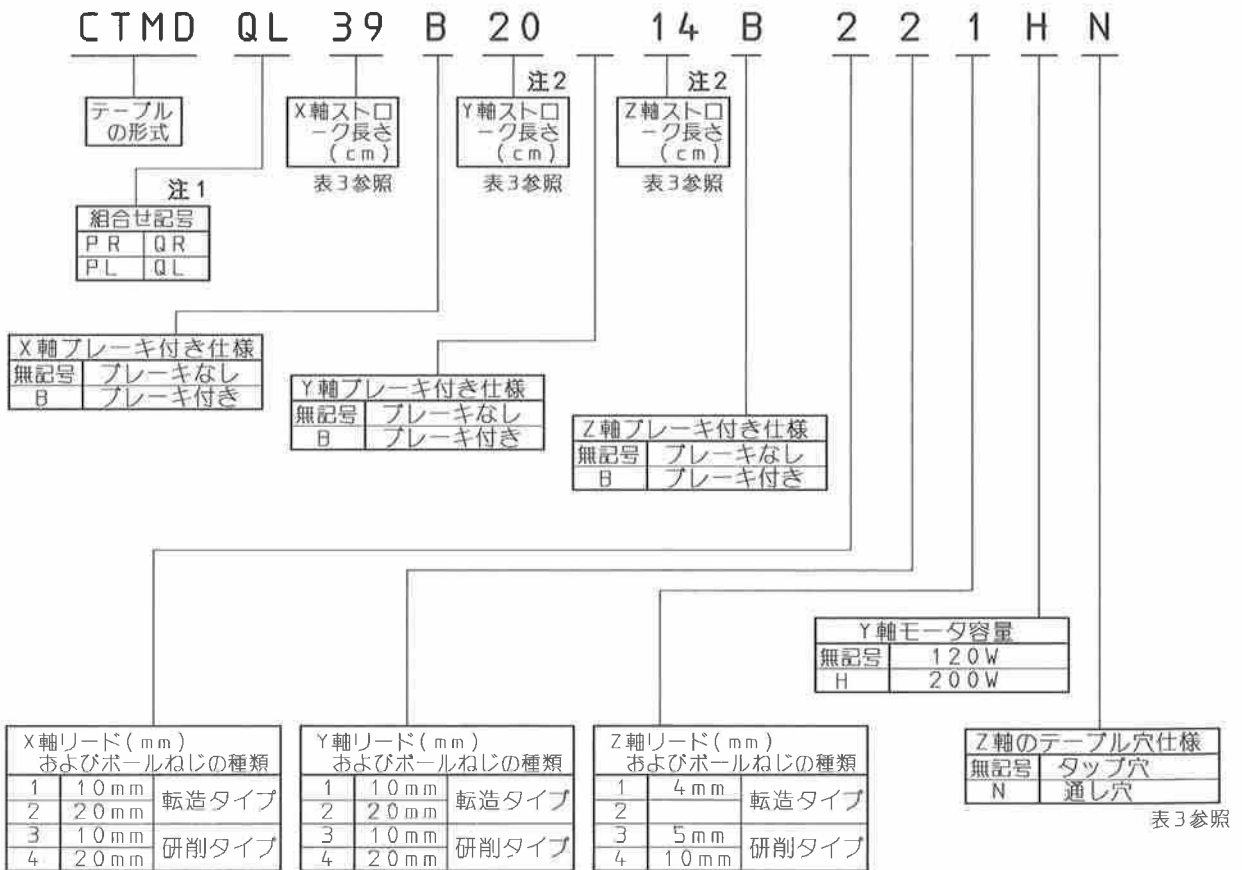 CTMD QL 39 B 20 14 B 2 2 1 H N
注2 注2
テーブル
の形式
X軸ストロ
ーク長さ
(cm)
表3参照
Y軸ストロ
ーク長さ
(cm)
表3参照
Z軸ストロ
ーク長さ
(cm)
表3参照
注1
組合せ記号
PR QR
PL QL
X軸ブレーキ付き仕様
無記号 ブレーキなし
B ブレーキ付き
Y軸ブレーキ付き仕様
無記号 ブレーキなし
B ブレーキ付き
Z軸ブレーキ付き仕様
無記号 ブレーキなし
B ブレーキ付き
Y軸モータ容量
無記号 120W
H 200W
X軸リード(mm)
およびボールねじの種類
1 10mm 転造タイプ
2 20mm
3 10mm 研削タイプ
4 20mm
Y軸リード(mm)
およびボールねじの種類
1 10mm 転造タイプ
2 20mm
3 10mm 研削タイプ
4 20mm
Z軸リード(mm)
およびボールねじの種類
1 4mm 転造タイプ
2
3 5mm 研削タイプ
4 10mm
Z軸のテーブル穴仕様
無記号 タップ穴
N 通し穴
表3参照